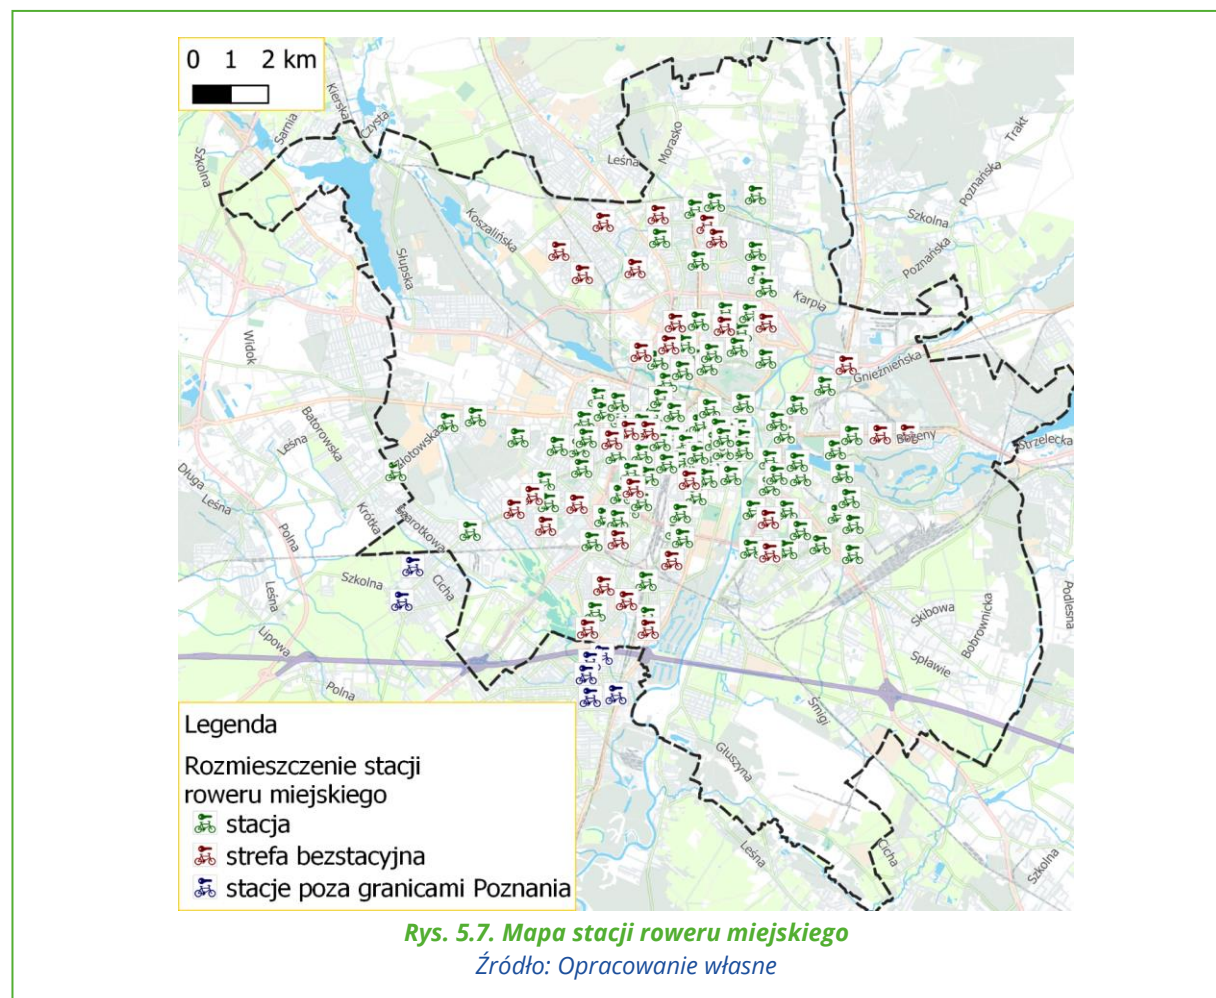 0 1 2 km
Kierska
Czysta
Sarnia
Szkolna
Leśna
Morasko
Trakt
Poznańska
Szkolna
Poznańska
Koszalińska
Słupska
Karpia
Widok
Gnieźnieńska
Batorowska
Leśna
Złotowska
Bożeny
Strzelecka
Długa
Leśna
Krótka
Szarotkowa
Polna
Szkolna
Cicha
Leśna
Lipowa
Polna
Skibowa
Bobrownicka
Podleśna
Spławie
Śmigi
Głuszyna
Leśna
Cicha
Szkolna
Legenda
Rozmieszczenie stacji
roweru miejskiego
stacja
strefa bezstacyjna
stacje poza granicami Poznania
Rys. 5.7. Mapa stacji roweru miejskiego
Źródło: Opracowanie własne